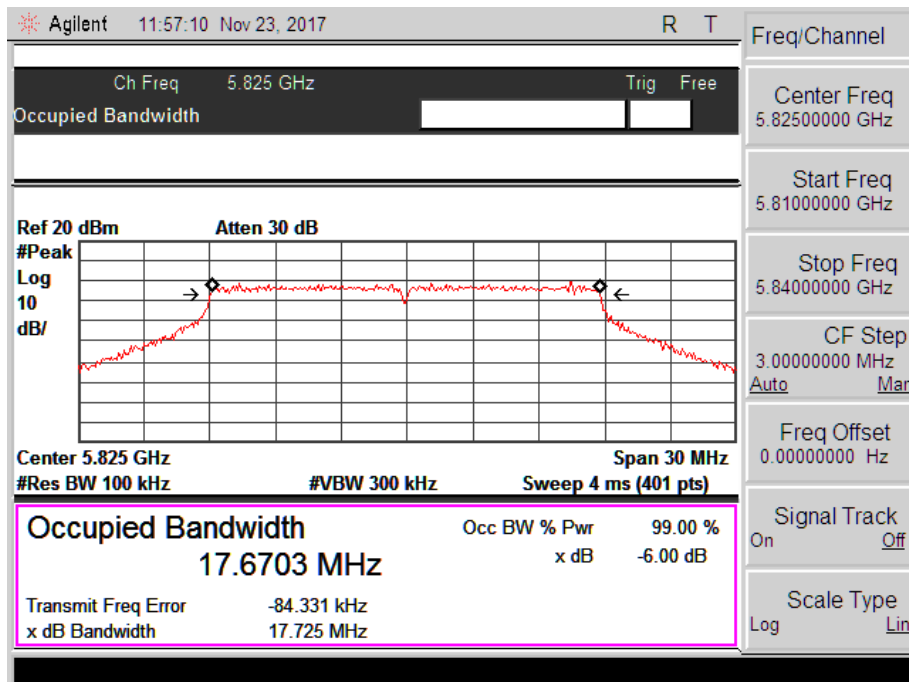 Agilent 11:57:10 Nov 23, 2017 R T
Freq/Channel
Ch Freq 5.825 GHz Trig Free
Occupied Bandwidth
Center Freq
5.82500000 GHz
Start Freq
5.81000000 GHz
Stop Freq
5.84000000 GHz
CF Step
3.00000000 MHz
Auto Man
Freq Offset
0.00000000 Hz
Signal Track
On Off
Scale Type
Log Lin
Ref 20 dBm Atten 30 dB
#Peak
Log
10
dB/
Center 5.825 GHz Span 30 MHz
#Res BW 100 kHz #VBW 300 kHz Sweep 4 ms (401 pts)
Occupied Bandwidth Occ BW % Pwr 99.00 %
17.6703 MHz x dB -6.00 dB
Transmit Freq Error -84.331 kHz
x dB Bandwidth 17.725 MHz